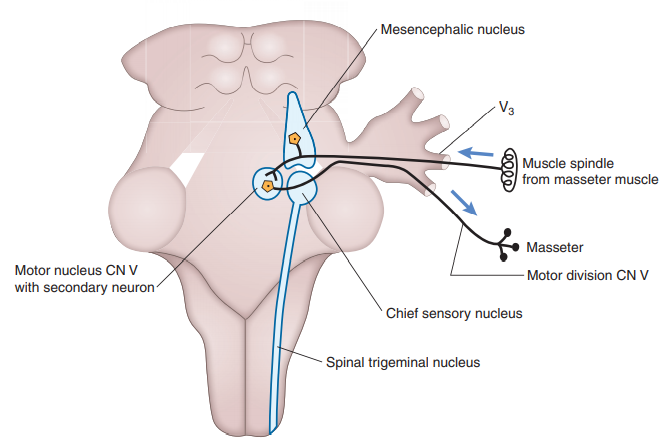 Mesencephalic nucleus
V3
Muscle spindle
from masseter muscle
Masseter
Motor division CN V
Motor nucleus CN V
with secondary neuron
Chief sensory nucleus
Spinal trigeminal nucleus